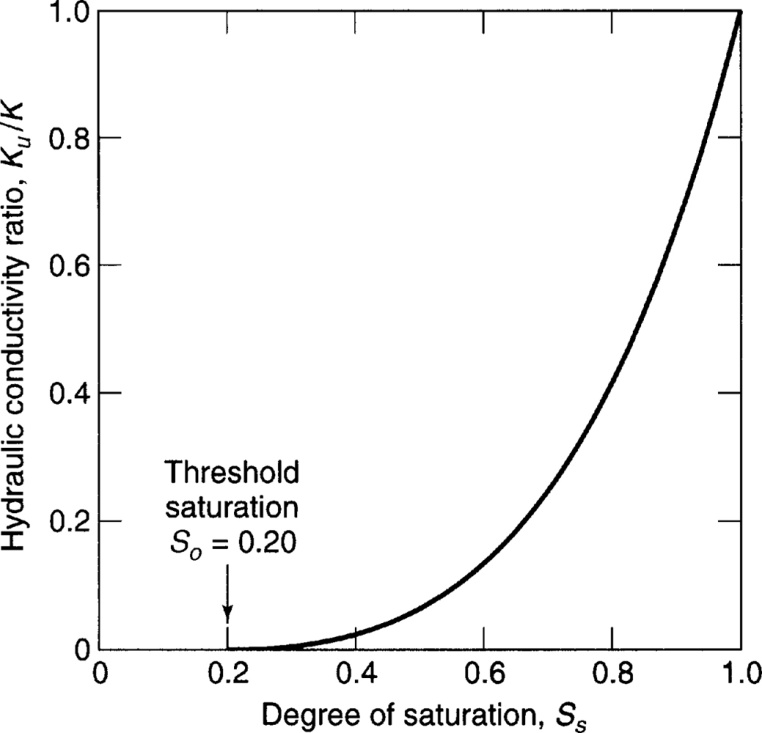 Hydraulic conductivity ratio, Ku/K
1.0
0.8
0.6
0.4
0.2
0
Threshold
saturation
So = 0.20
0 0.2 0.4 0.6 0.8 1.0
Degree of saturation, Ss